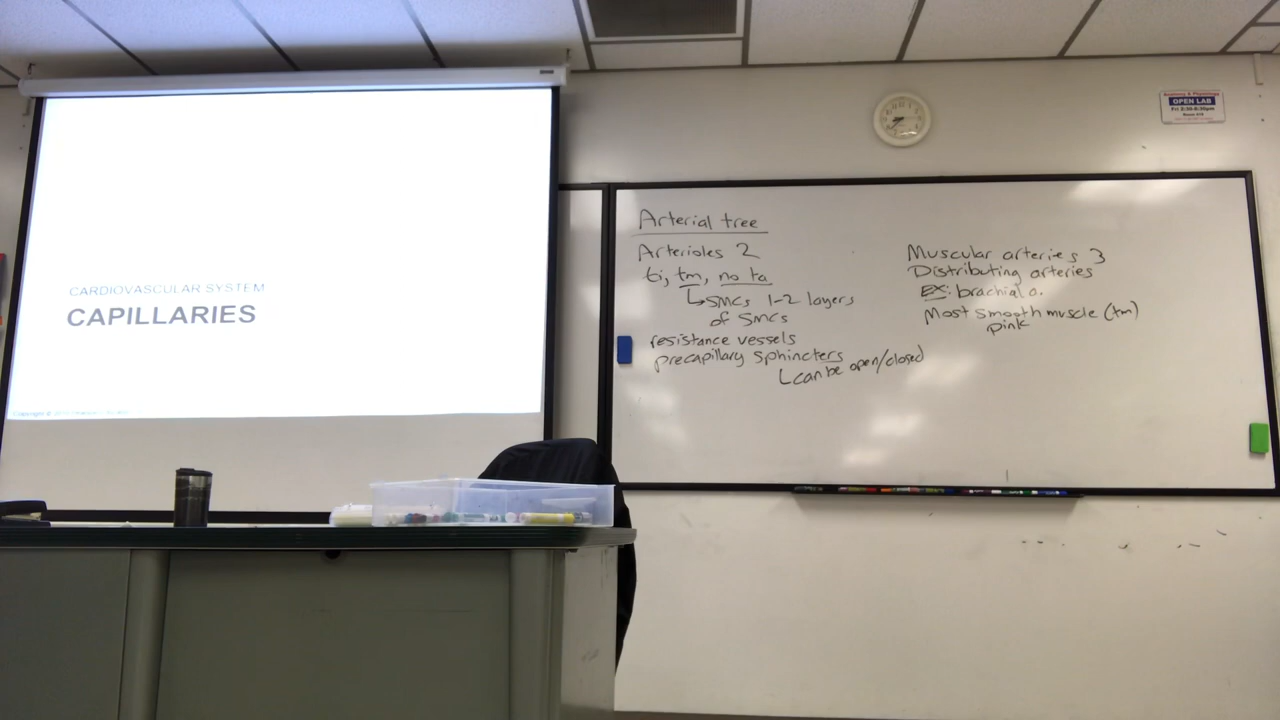 CARDIOVASCULAR SYSTEM
CAPILLARIES
Arterial tree
Arterioles 2
ti, tm, no ta
SMCs 1-2 layers
of SMCs
resistance vessels
precapillary sphincters
can be open/closed
Muscular arteries 3
Distributing arteries
EX: brachial a.
Most smooth muscle (tm)
pink
Anatomy & Physiology
OPEN LAB